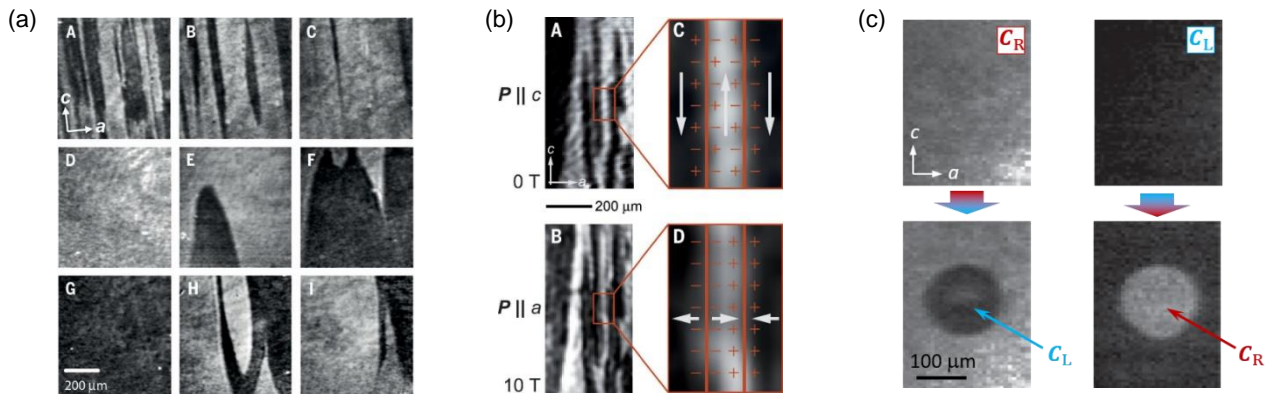 (a)
A
B
C
c
a
D
E
F
G
H
I
200 μm
(b)
A
C
P || c
c
a
0 T
200 μm
B
D
P || a
10 T
(c)
C_R
C_L
c
a
C_L
C_R
100 μm